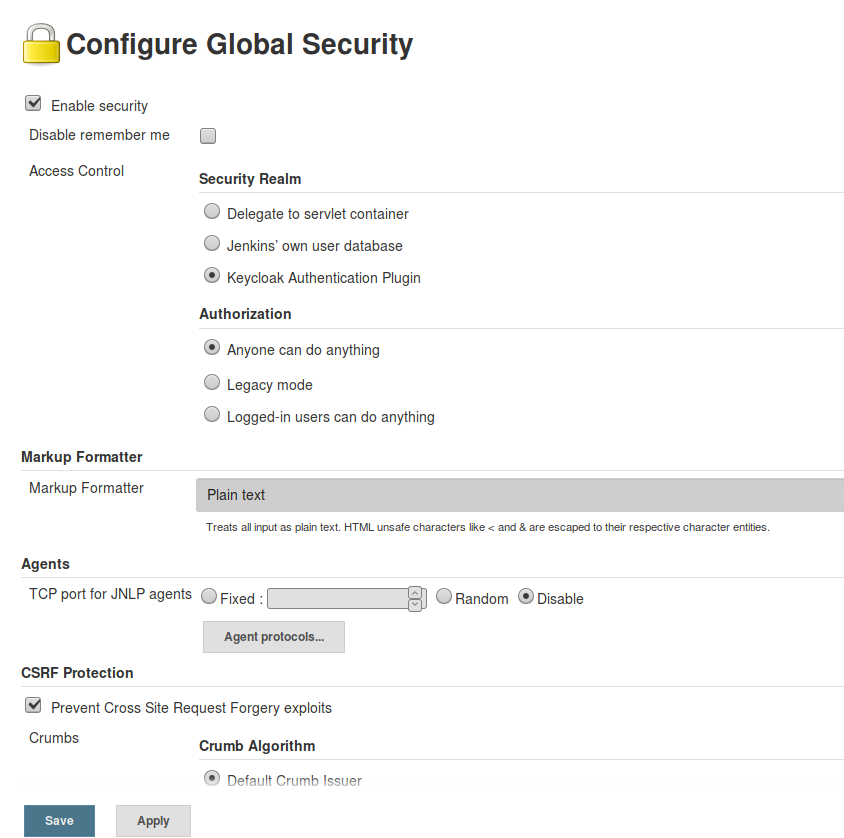 Configure Global Security
Enable security
Disable remember me
Access Control
Security Realm
Delegate to servlet container
Jenkins’ own user database
Keycloak Authentication Plugin
Authorization
Anyone can do anything
Legacy mode
Logged-in users can do anything
Markup Formatter
Markup Formatter Plain text
Treats all input as plain text. HTML unsafe characters like < and & are escaped to their respective character entities.
Agents
TCP port for JNLP agents Fixed : Random Disable
Agent protocols...
CSRF Protection
Prevent Cross Site Request Forgery exploits
Crumbs
Crumb Algorithm
Default Crumb Issuer
Save Apply